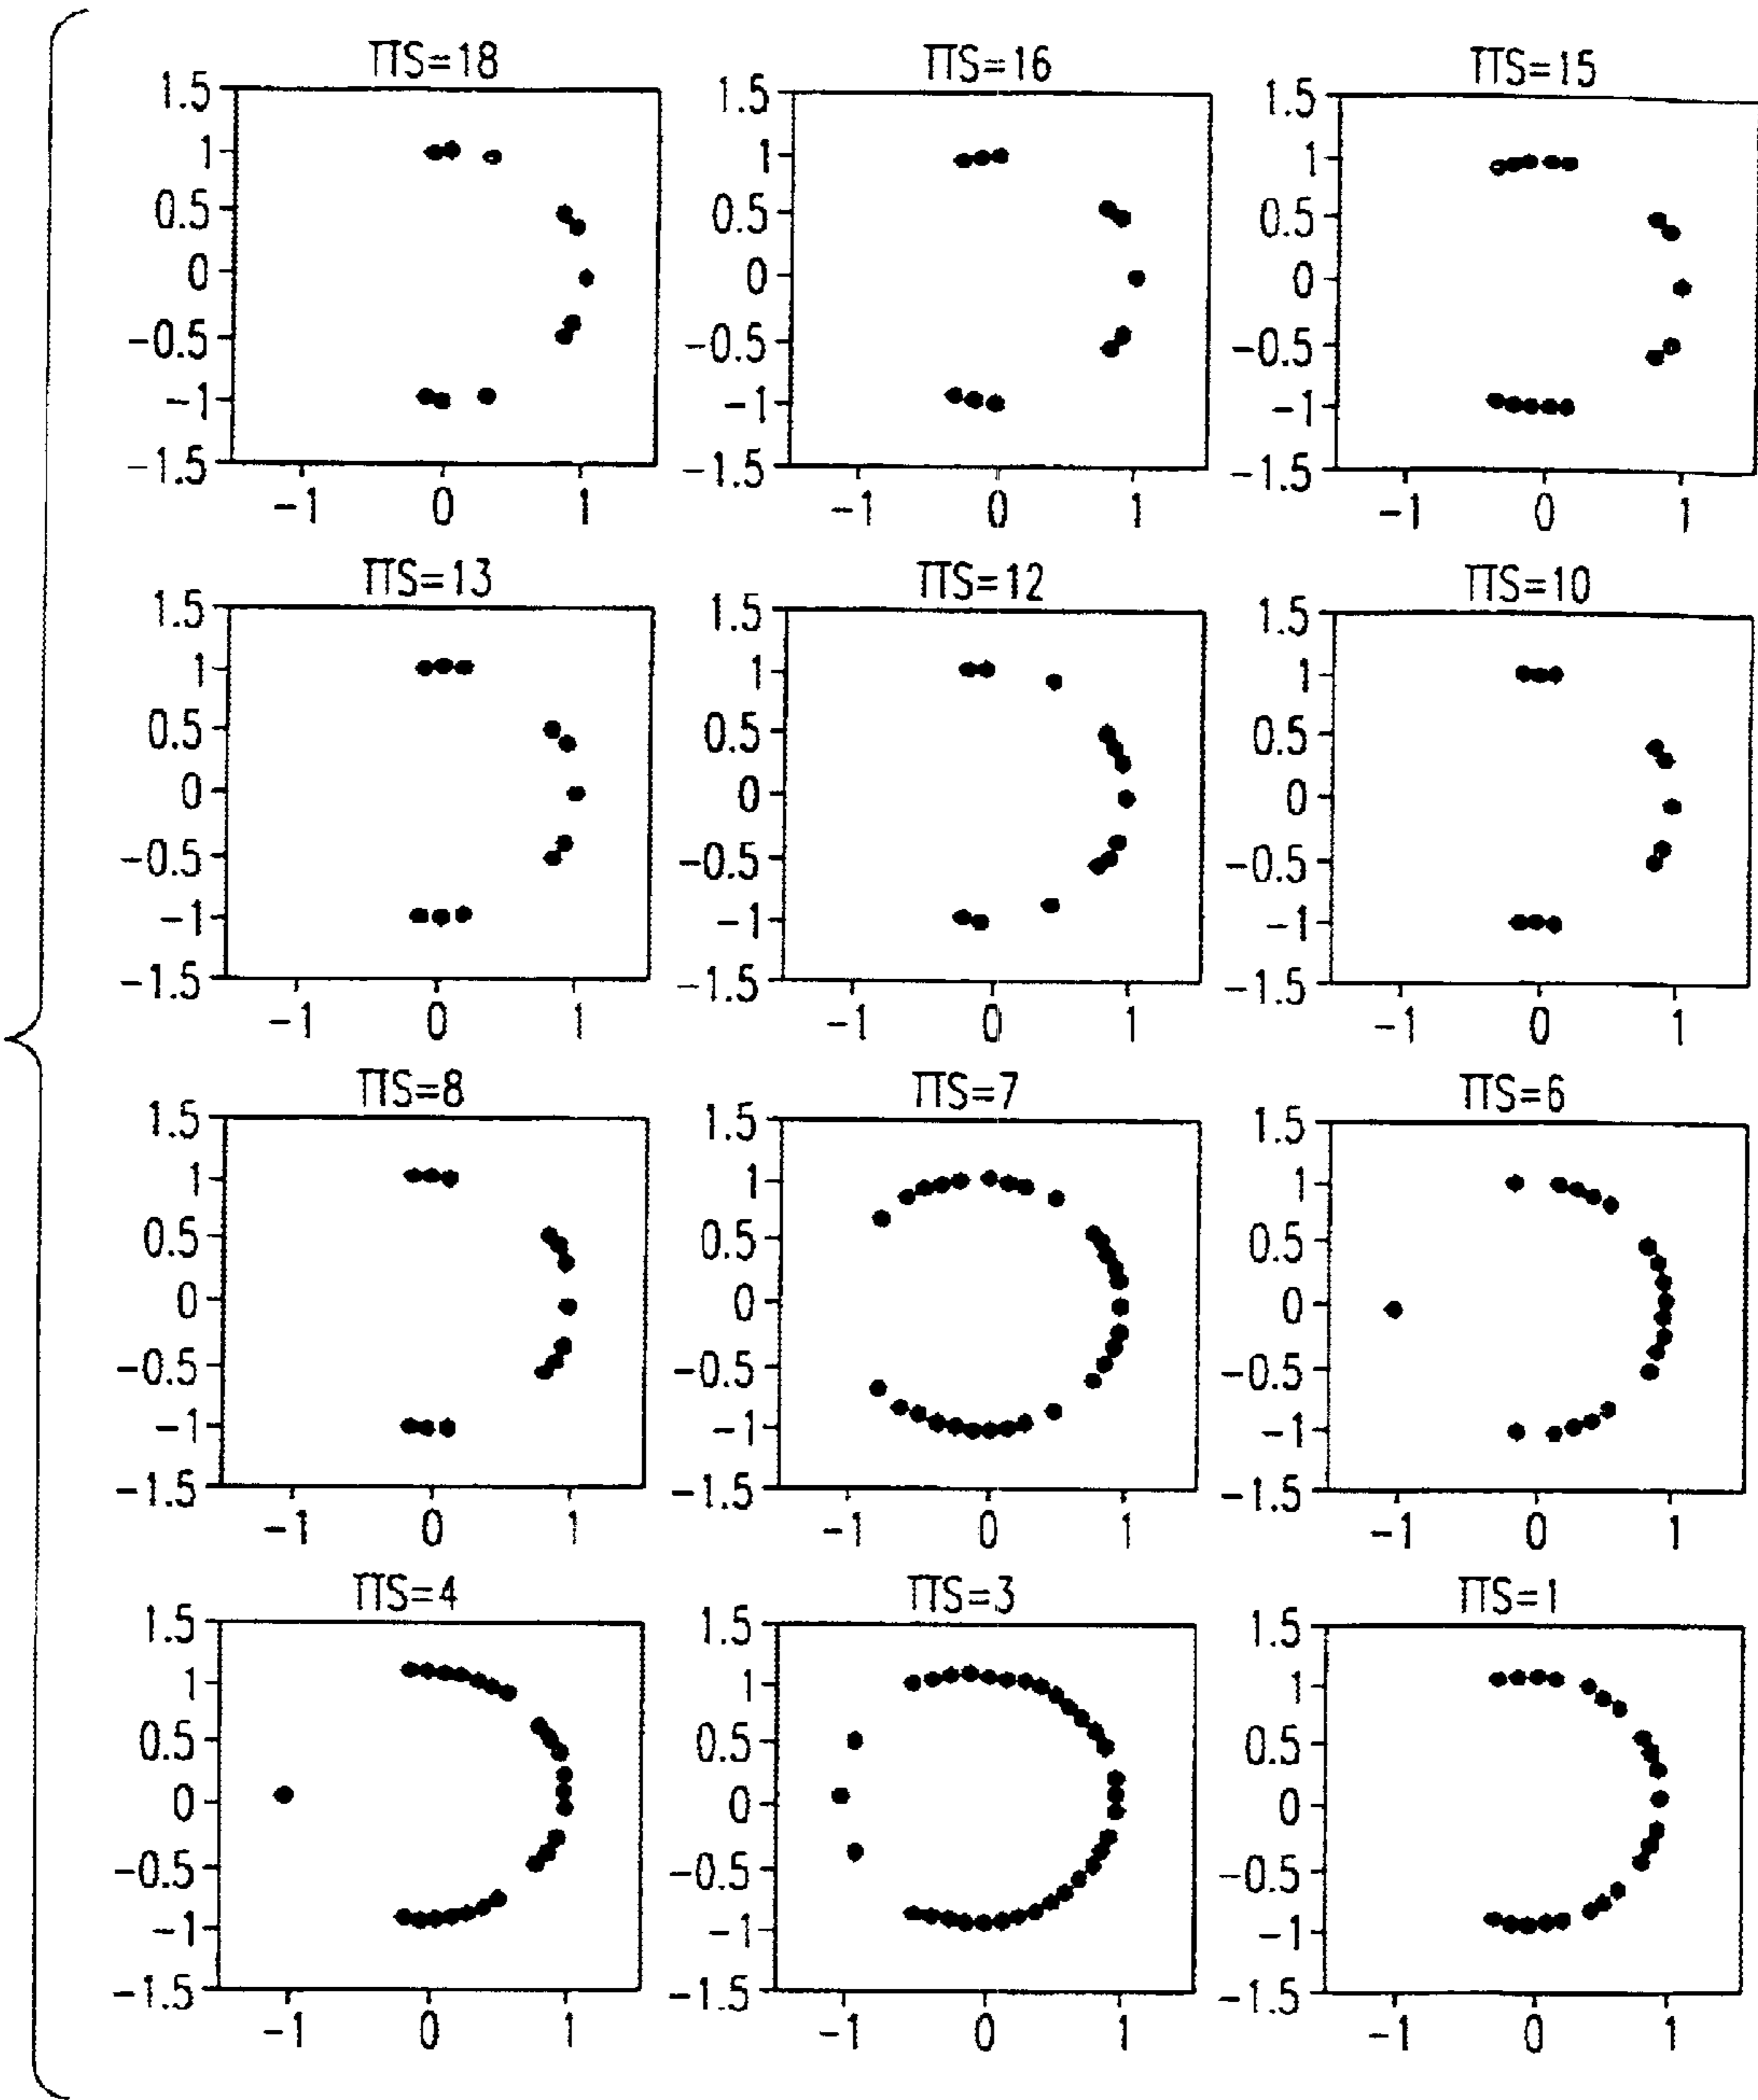 TTS=18 TTS=16 TTS=15
1.5 1.5 1.5
1 1 1
0.5 0.5 0.5
0 0 0
-0.5 -0.5 -0.5
-1 -1 -1
-1.5 -1.5 -1.5
-1 0 1 -1 0 1 -1 0 1
TTS=13 TTS=12 TTS=10
1.5 1.5 1.5
1 1 1
0.5 0.5 0.5
0 0 0
-0.5 -0.5 -0.5
-1 -1 -1
-1.5 -1.5 -1.5
-1 0 1 -1 0 1 -1 0 1
TTS=8 TTS=7 TTS=6
1.5 1.5 1.5
1 1 1
0.5 0.5 0.5
0 0 0
-0.5 -0.5 -0.5
-1 -1 -1
-1.5 -1.5 -1.5
-1 0 1 -1 0 1 -1 0 1
TTS=4 TTS=3 TTS=1
1.5 1.5 1.5
1 1 1
0.5 0.5 0.5
0 0 0
-0.5 -0.5 -0.5
-1 -1 -1
-1.5 -1.5 -1.5
-1 0 1 -1 0 1 -1 0 1